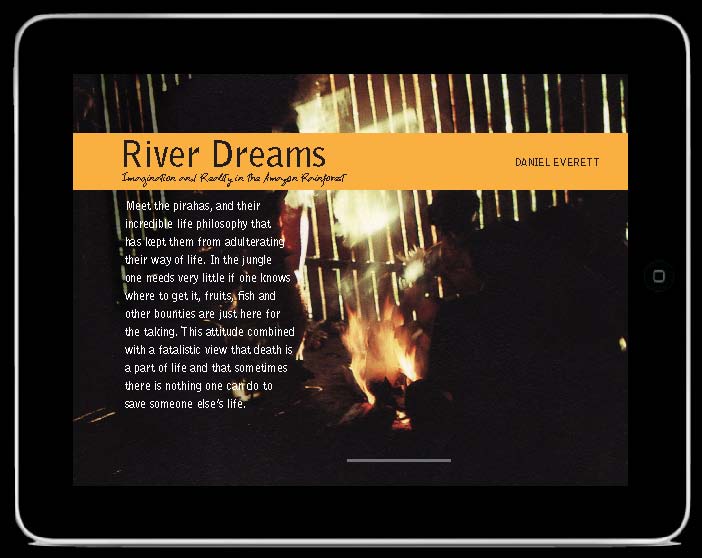 River Dreams
Imagination and Reality in the Amazon Rainforest
DANIEL EVERETT
Meet the pirahas, and their
incredible life philosophy that
has kept them from adulterating
their way of life. In the jungle
one needs very little if one knows
where to get it, fruits, fish and
other bounties are just here for
the taking. This attitude combined
with a fatalistic view that death is
a part of life and that sometimes
there is nothing one can do to
save someone else's life.